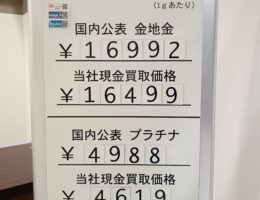 (1gあたり)
国内公表 金地金
¥16992
当社現金買取価格
¥16499
国内公表 プラチナ
¥4988
当社現金買取価格
¥4619